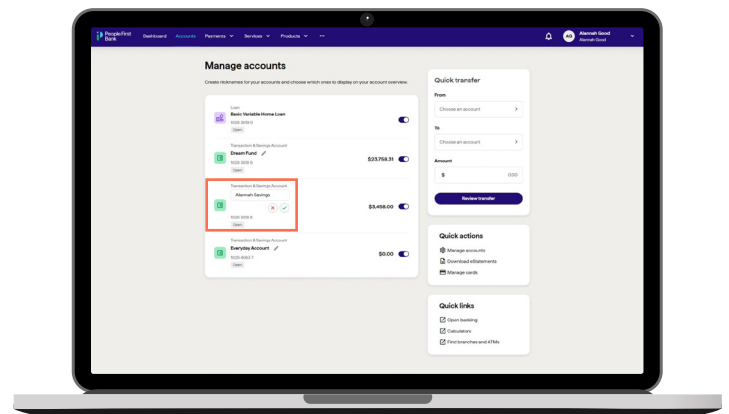 PeopleFirst
Bank
Dashboard
Accounts
Payments
Services
Products
AG
Alannah Good
Alannah Good
Manage accounts
Create nicknames for your accounts and choose which ones to display on your account overview.
Loan
Basic Variable Home Loan
Open
Transaction & Savings Account
Dream Fund
$23,758.31
Open
Transaction & Savings Account
Alannah Savings
$3,458.00
Open
Transaction & Savings Account
Everyday Account
$0.00
Open
Quick transfer
From
Choose an account
To
Choose an account
Amount
$ 0.00
Review transfer
Quick actions
Manage accounts
Download eStatements
Manage cards
Quick links
Open banking
Calculators
Find branches and ATMs